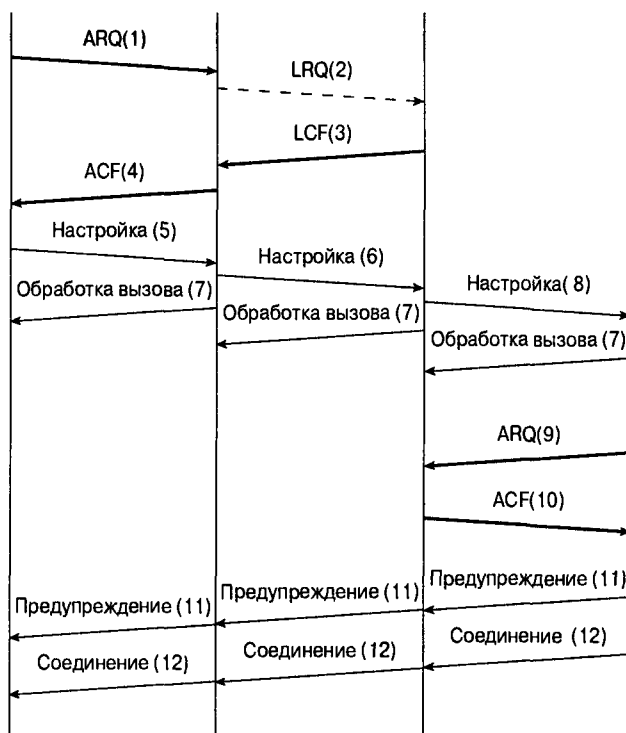 ARQ(1)
LRQ(2)
LCF(3)
ACF(4)
Настройка (5)
Настройка (6)
Настройка( 8)
Обработка вызова (7)
Обработка вызова (7)
Обработка вызова (7)
ARQ(9)
ACF(10)
Предупреждение (11)
Предупреждение (11)
Предупреждение (11)
Соединение (12)
Соединение (12)
Соединение (12)